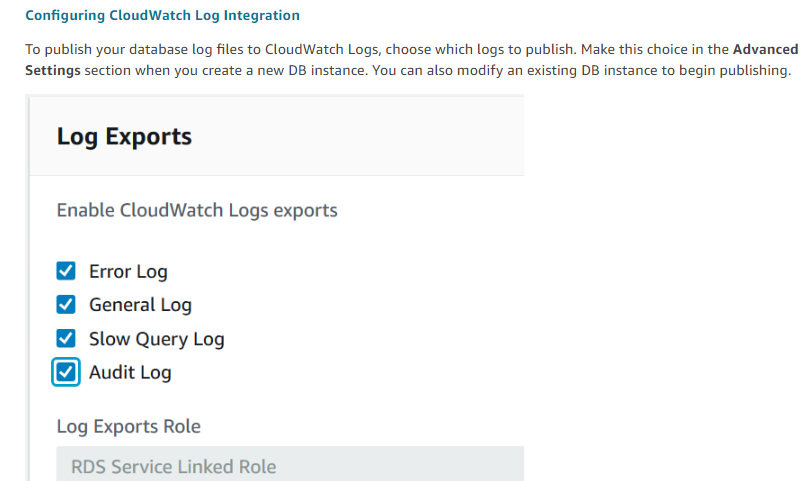 Configuring CloudWatch Log Integration
To publish your database log files to CloudWatch Logs, choose which logs to publish. Make this choice in the Advanced
Settings section when you create a new DB instance. You can also modify an existing DB instance to begin publishing.
Log Exports
Enable CloudWatch Logs exports
Error Log
General Log
Slow Query Log
Audit Log
Log Exports Role
RDS Service Linked Role